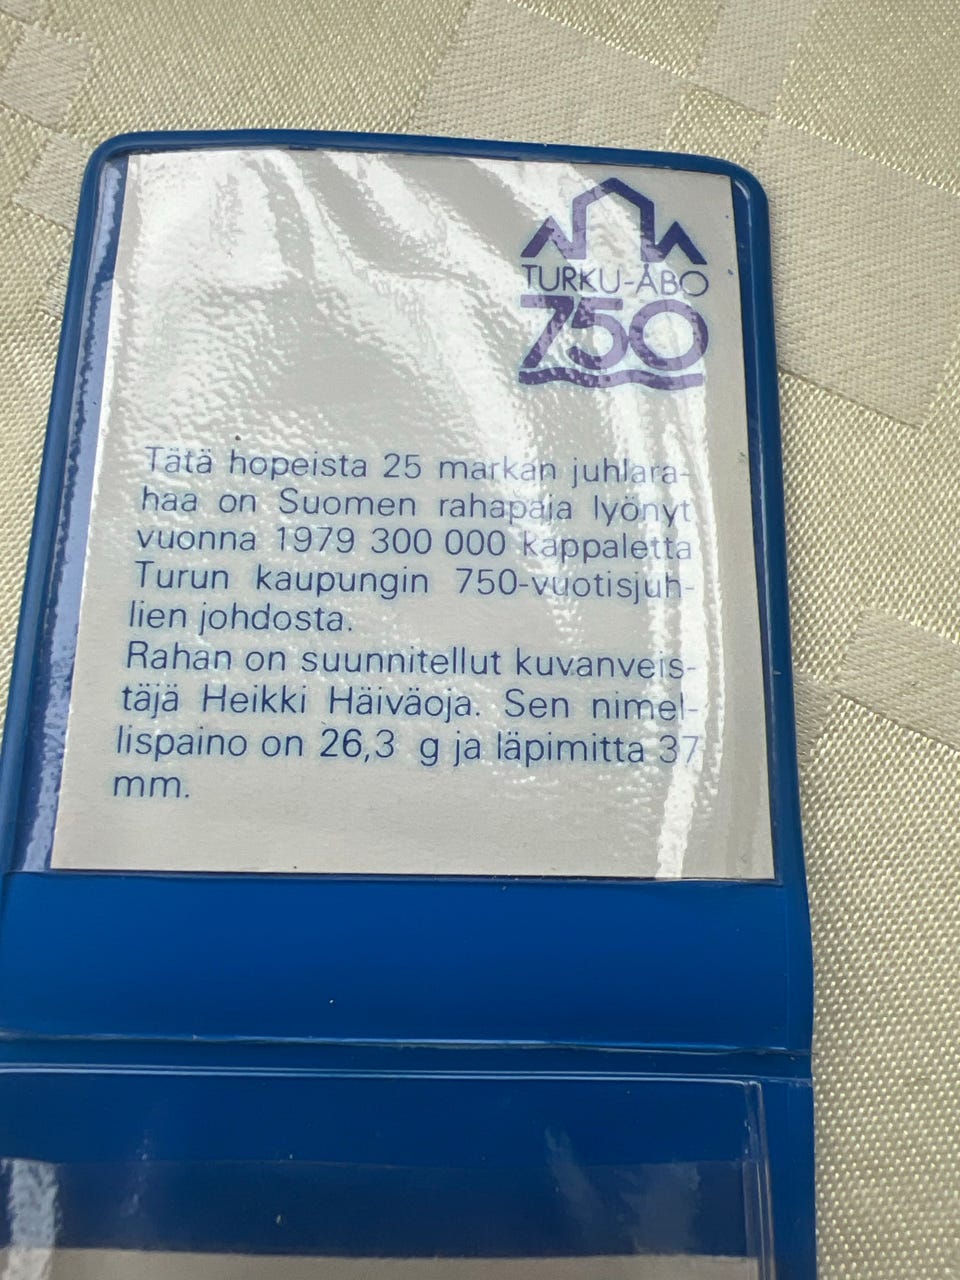 TURKU-ÅBO
750
Tätä hopeista 25 markan juhlara-
haa on Suomen rahapaja lyönyt
vuonna 1979 300 000 kappaletta
Turun kaupungin 750-vuotisjuh-
lien johdosta.
Rahan on suunnitellut kuvanveis-
täjä Heikki Häiväoja. Sen nimel-
lispaino on 26,3 g ja läpimitta 37
mm.